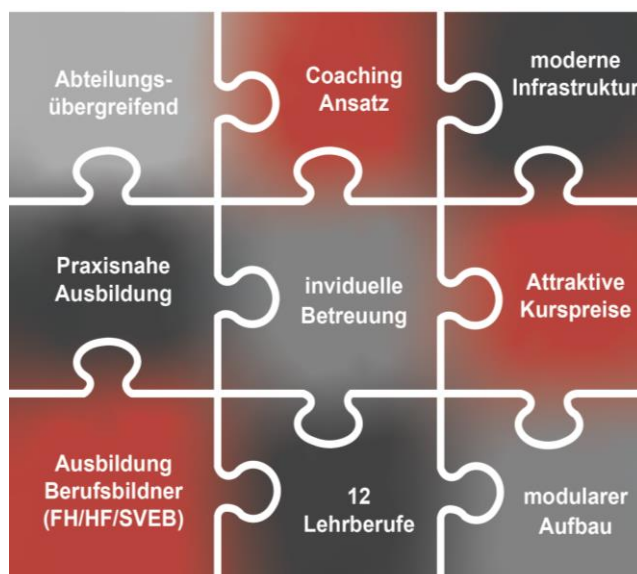 Abteilungs-
übergreifend
Coaching
Ansatz
moderne
Infrastruktur
Praxisnahe
Ausbildung
inviduelle
Betreuung
Attraktive
Kurspreise
Ausbildung
Berufsbildner
(FH/HF/SVEB)
12
Lehrberufe
modularer
Aufbau